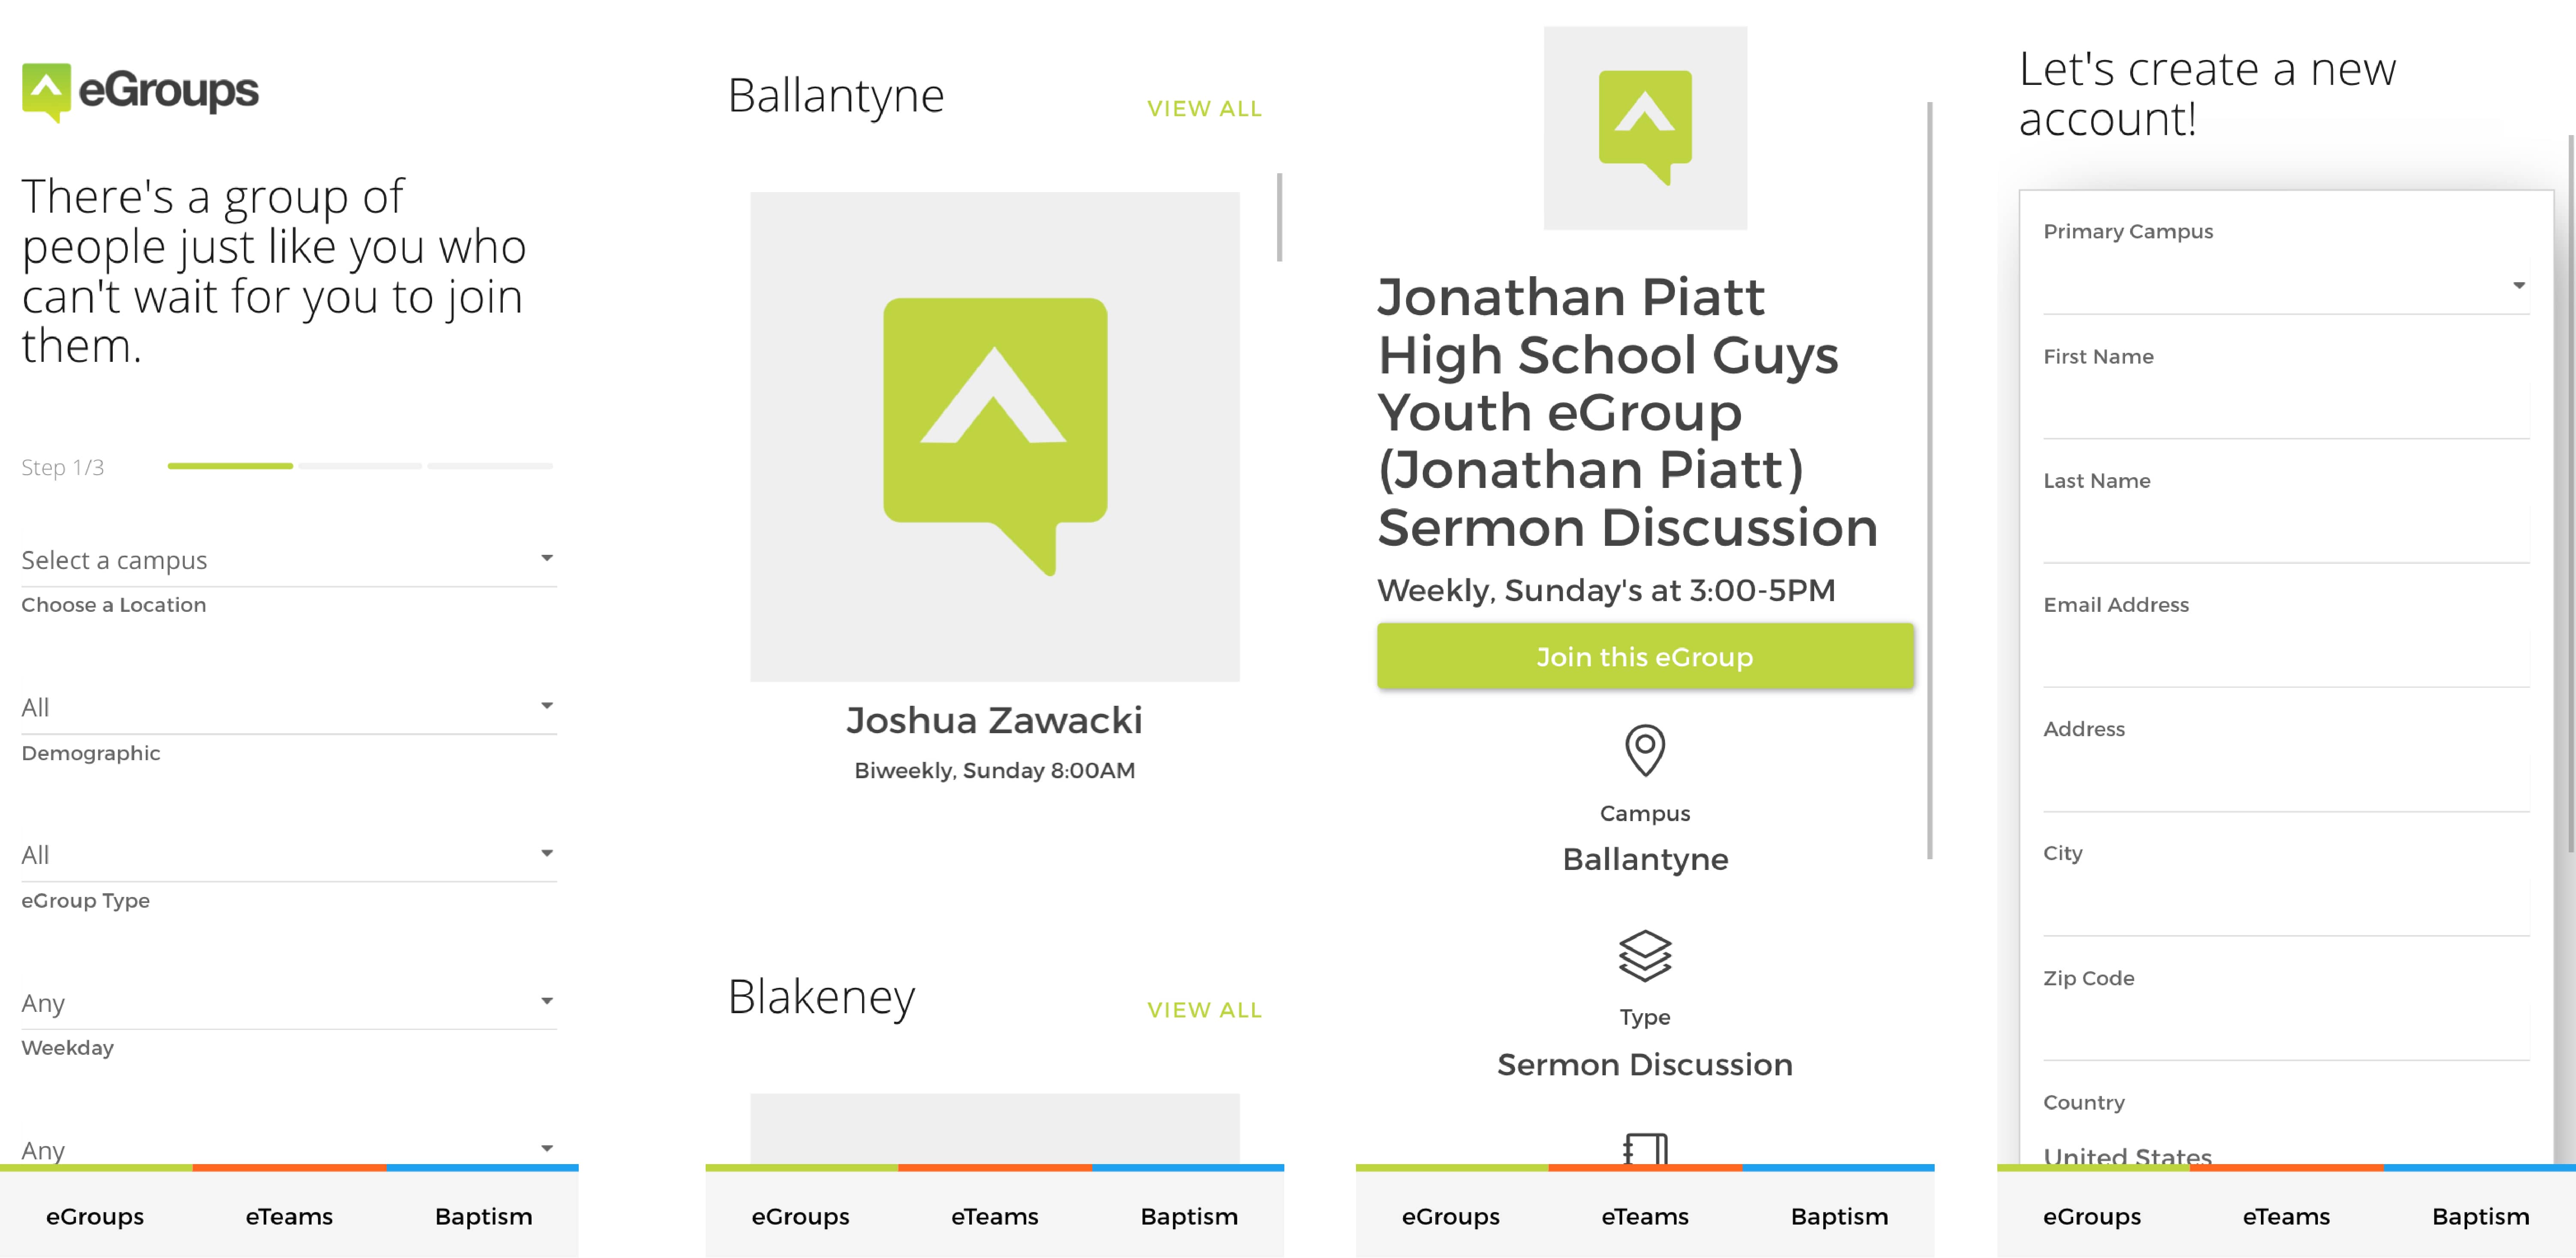 eGroups
There's a group of
people just like you who
can't wait for you to join
them.
Step 1/3
Select a campus
Choose a Location
All
Demographic
All
eGroup Type
Any
Weekday
Any
eGroups eTeams Baptism
Ballantyne VIEW ALL
Joshua Zawacki
Biweekly, Sunday 8:00AM
Blakeney VIEW ALL
eGroups eTeams Baptism
Jonathan Piatt
High School Guys
Youth eGroup
(Jonathan Piatt)
Sermon Discussion
Weekly, Sunday's at 3:00-5PM
Join this eGroup
Campus
Ballantyne
Type
Sermon Discussion
eGroups eTeams Baptism
Let's create a new
account!
Primary Campus
First Name
Last Name
Email Address
Address
City
Zip Code
Country
United States
eGroups eTeams Baptism